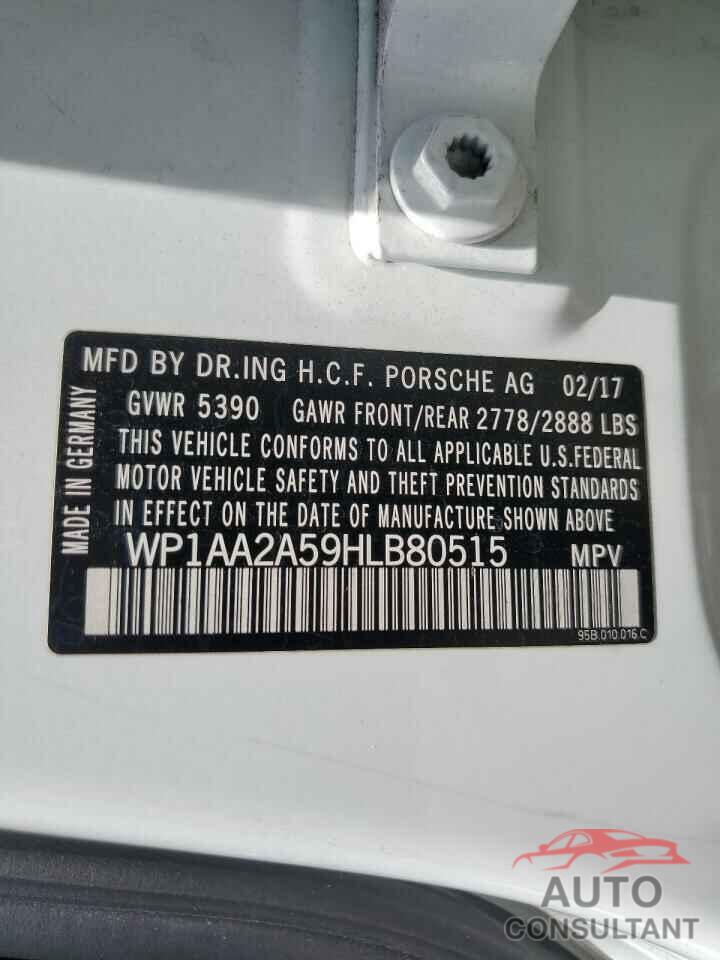 MFD BY DR.ING H.C.F. PORSCHE AG 02/17
GVWR 5390 GAWR FRONT/REAR 2778/2888 LBS
THIS VEHICLE CONFORMS TO ALL APPLICABLE U.S.FEDERAL
MOTOR VEHICLE SAFETY AND THEFT PREVENTION STANDARDS
IN EFFECT ON THE DATE OF MANUFACTURE SHOWN ABOVE
WP1AA2A59HLB80515 MPV
95B.010.016.C
MADE IN GERMANY
AUTO
CONSULTANT